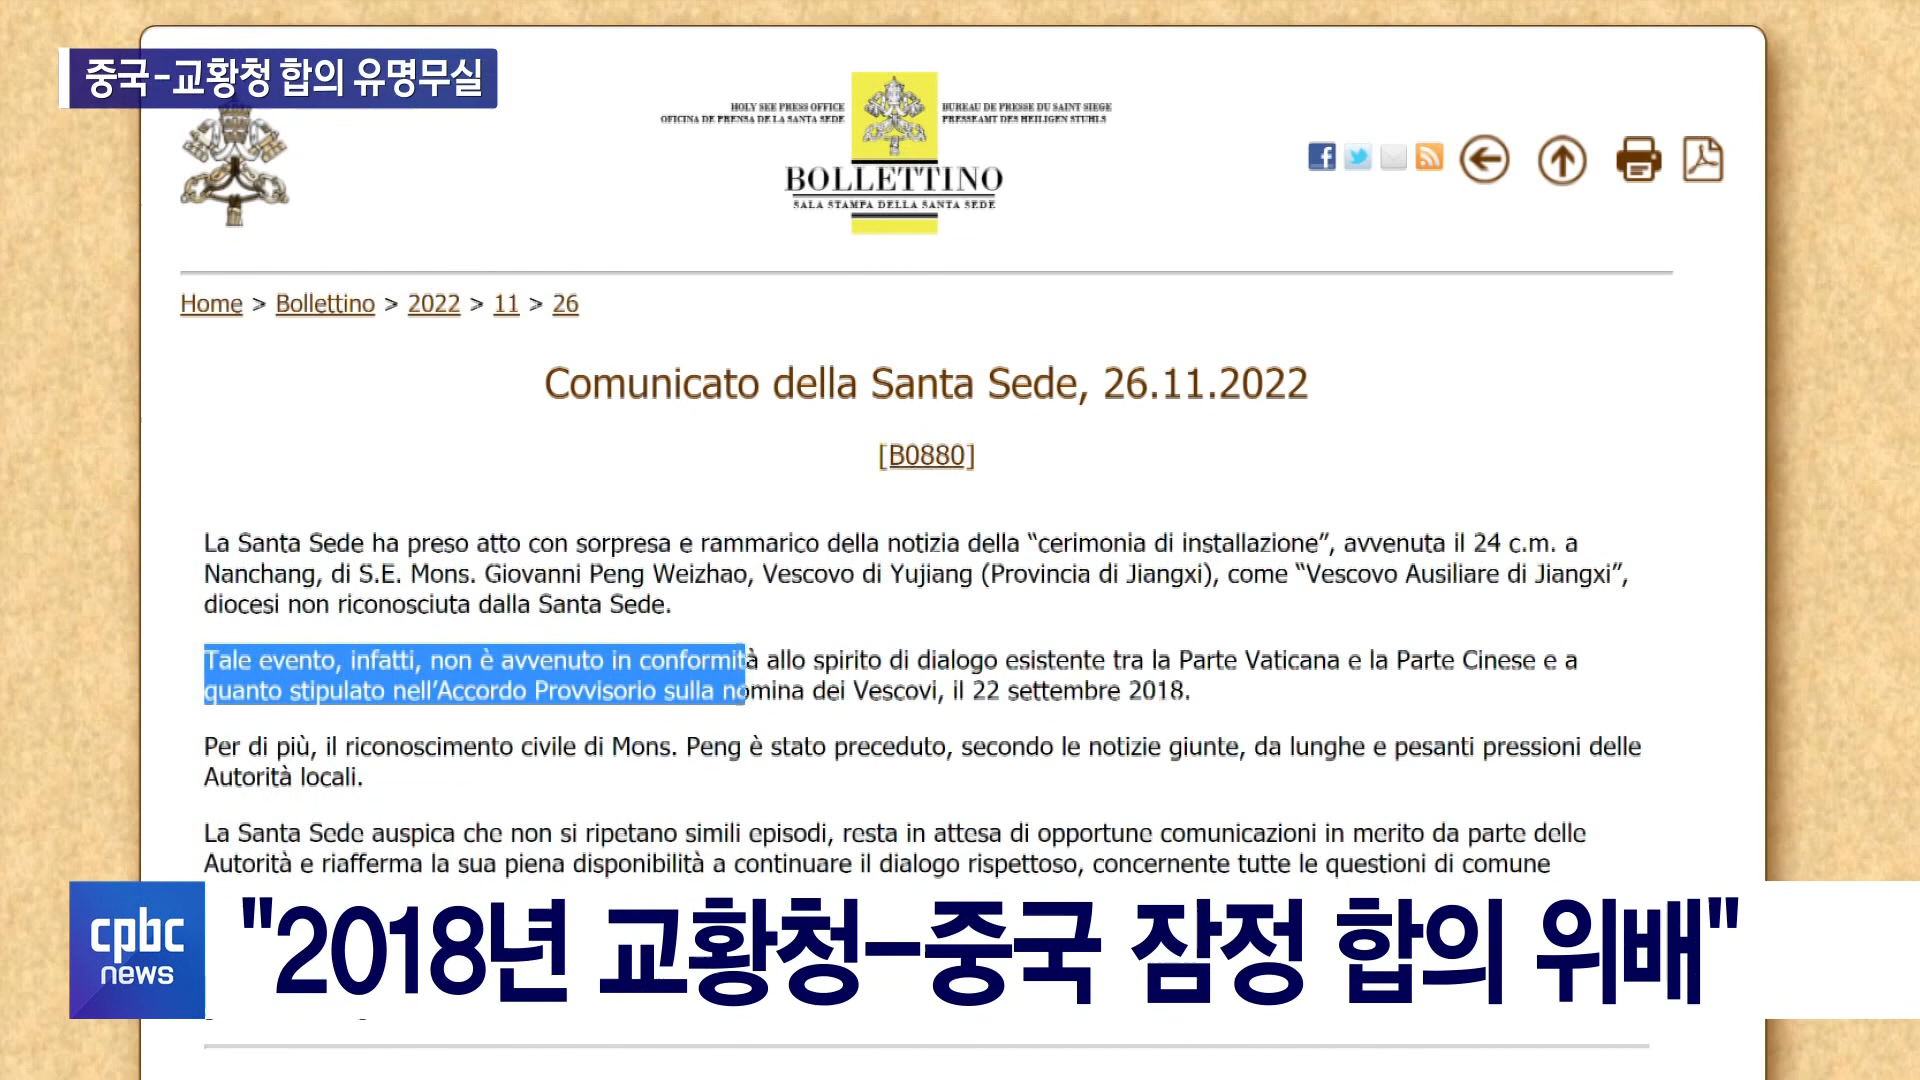 중국-교황청 합의 유명무실
HOLY SEE PRESS OFFICE
OFICINA DE PRENSA DE LA SANTA SEDE
BUREAU DE PRESSE DU SAINT SIEGE
PRESSEAMT DES HEILIGEN STUHLS
BOLLETTINO
SALA STAMPA DELLA SANTA SEDE
Home > Bollettino > 2022 > 11 > 26
Comunicato della Santa Sede, 26.11.2022
[B0880]
La Santa Sede ha preso atto con sorpresa e rammarico della notizia della “cerimonia di installazione”, avvenuta il 24 c.m. a
Nanchang, di S.E. Mons. Giovanni Peng Weizhao, Vescovo di Yujiang (Provincia di Jiangxi), come “Vescovo Ausiliare di Jiangxi”,
diocesi non riconosciuta dalla Santa Sede.
Tale evento, infatti, non è avvenuto in conformità allo spirito di dialogo esistente tra la Parte Vaticana e la Parte Cinese e a
quanto stipulato nell’Accordo Provvisorio sulla nomina dei Vescovi, il 22 settembre 2018.
Per di più, il riconoscimento civile di Mons. Peng è stato preceduto, secondo le notizie giunte, da lunghe e pesanti pressioni delle
Autorità locali.
La Santa Sede auspica che non si ripetano simili episodi, resta in attesa di opportune comunicazioni in merito da parte delle
Autorità e riafferma la sua piena disponibilità a continuare il dialogo rispettoso, concernente tutte le questioni di comune
cpbc
news
"2018년 교황청-중국 잠정 합의 위배"